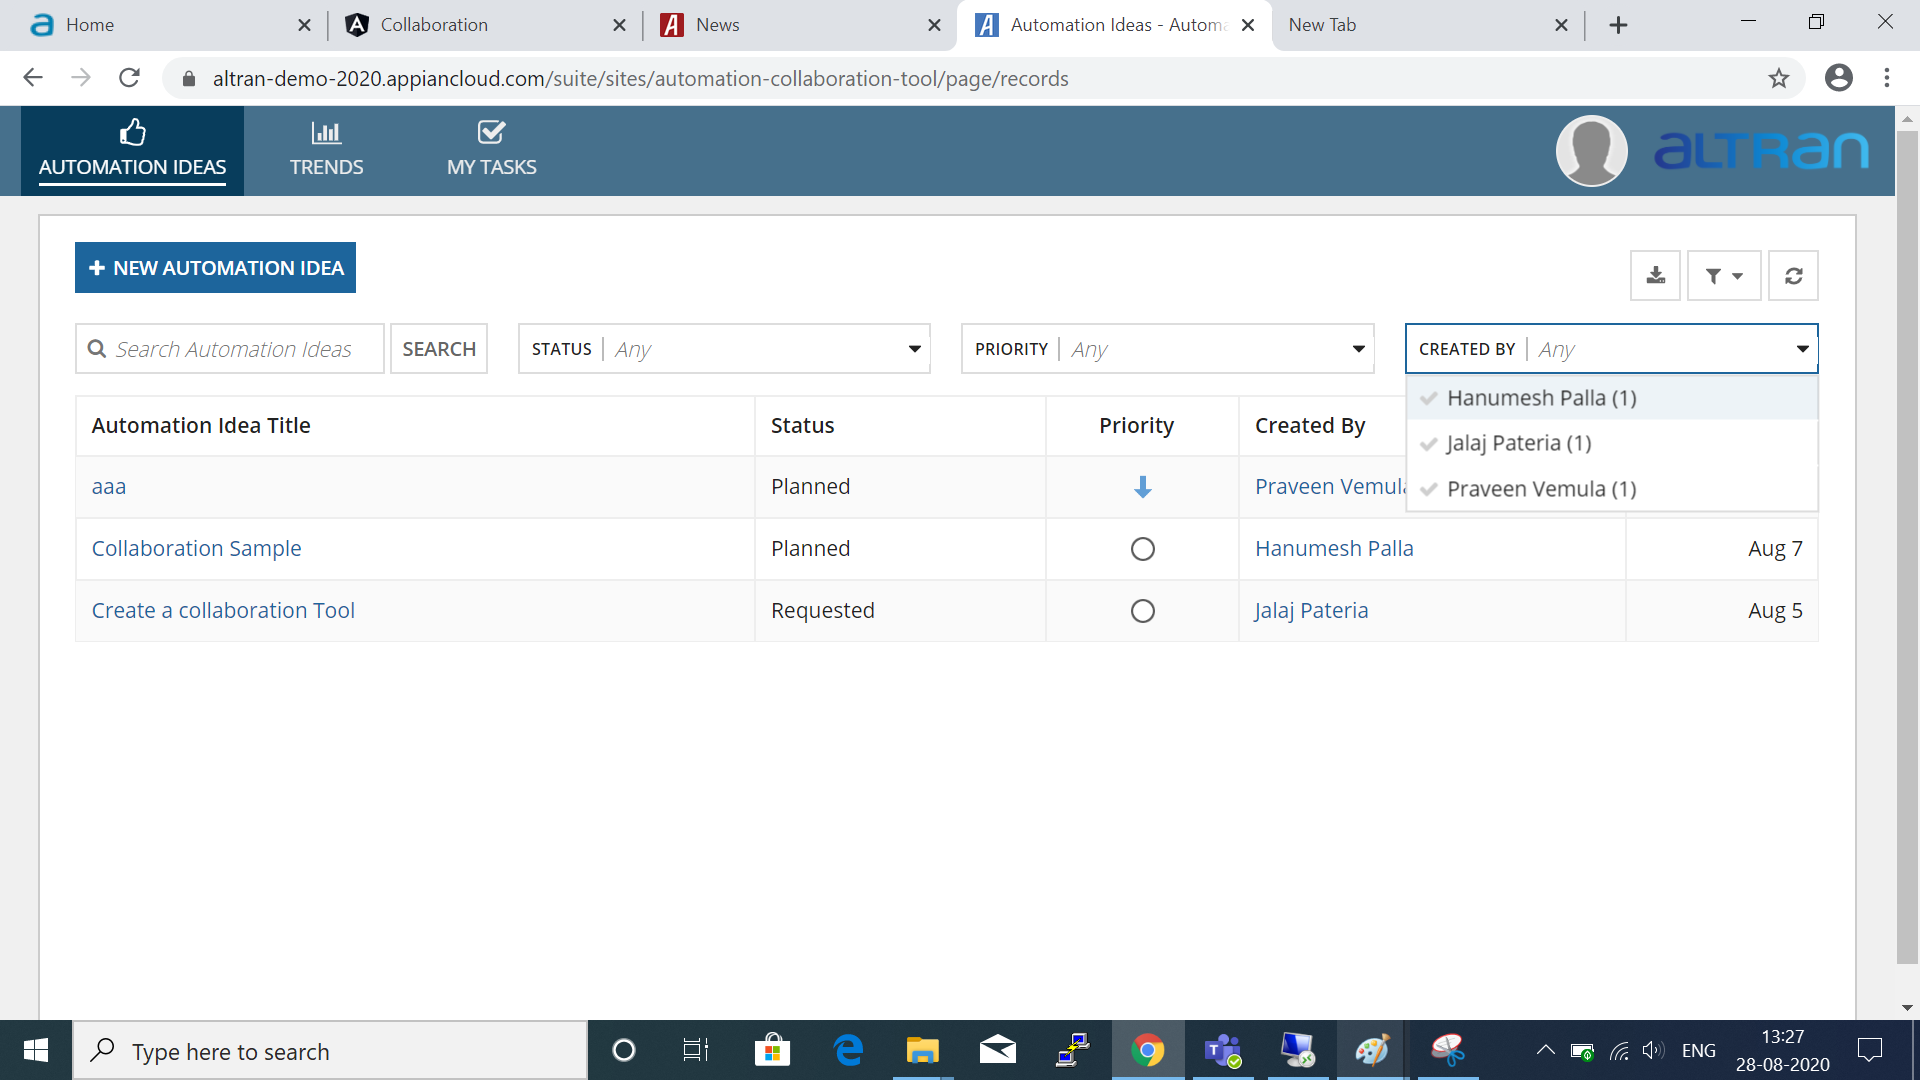 Home
Collaboration
News
Automation Ideas - Automa
New Tab
altran-demo-2020.appiancloud.com/suite/sites/automation-collaboration-tool/page/records
AUTOMATION IDEAS
TRENDS
MY TASKS
altran
+ NEW AUTOMATION IDEA
Search Automation Ideas
SEARCH
STATUS | Any
PRIORITY | Any
CREATED BY | Any
Hanumesh Palla (1)
Jalaj Pateria (1)
Praveen Vemula (1)
Automation Idea Title Status Priority Created By
aaa Planned Praveen Vemula
Collaboration Sample Planned Hanumesh Palla Aug 7
Create a collaboration Tool Requested Jalaj Pateria Aug 5
Type here to search
ENG
13:27
28-08-2020